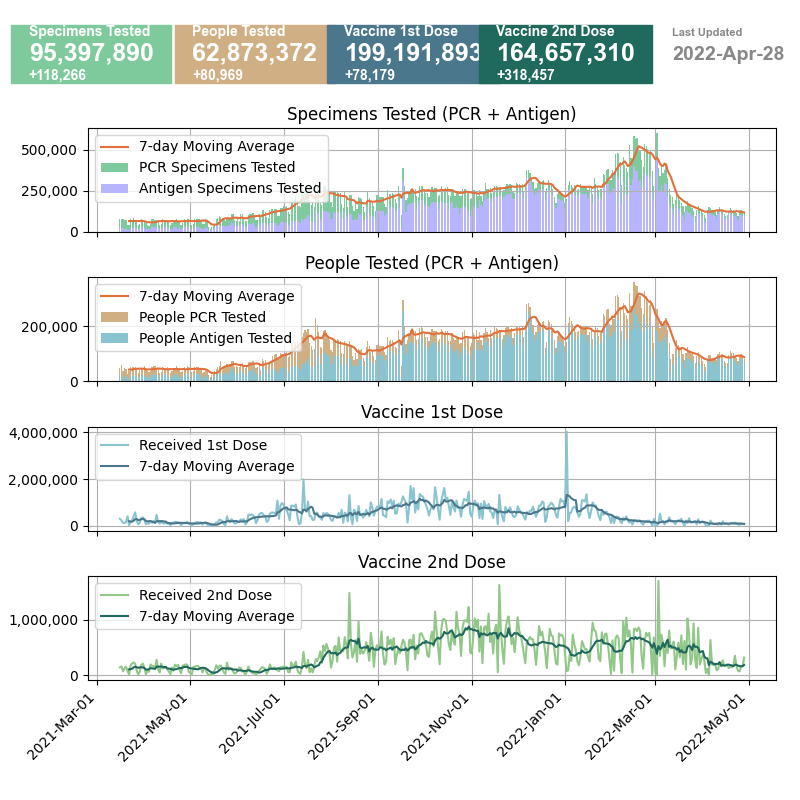 Specimens Tested
95,397,890
+118,266
People Tested
62,873,372
+80,969
Vaccine 1st Dose
199,191,893
+78,179
Vaccine 2nd Dose
164,657,310
+318,457
Last Updated
2022-Apr-28
Specimens Tested (PCR + Antigen)
7-day Moving Average
PCR Specimens Tested
Antigen Specimens Tested
500,000
250,000
0
People Tested (PCR + Antigen)
7-day Moving Average
People PCR Tested
People Antigen Tested
200,000
0
Vaccine 1st Dose
Received 1st Dose
7-day Moving Average
4,000,000
2,000,000
0
Vaccine 2nd Dose
Received 2nd Dose
7-day Moving Average
1,000,000
0
2021-Mar-01
2021-May-01
2021-Jul-01
2021-Sep-01
2021-Nov-01
2022-Jan-01
2022-Mar-01
2022-May-01